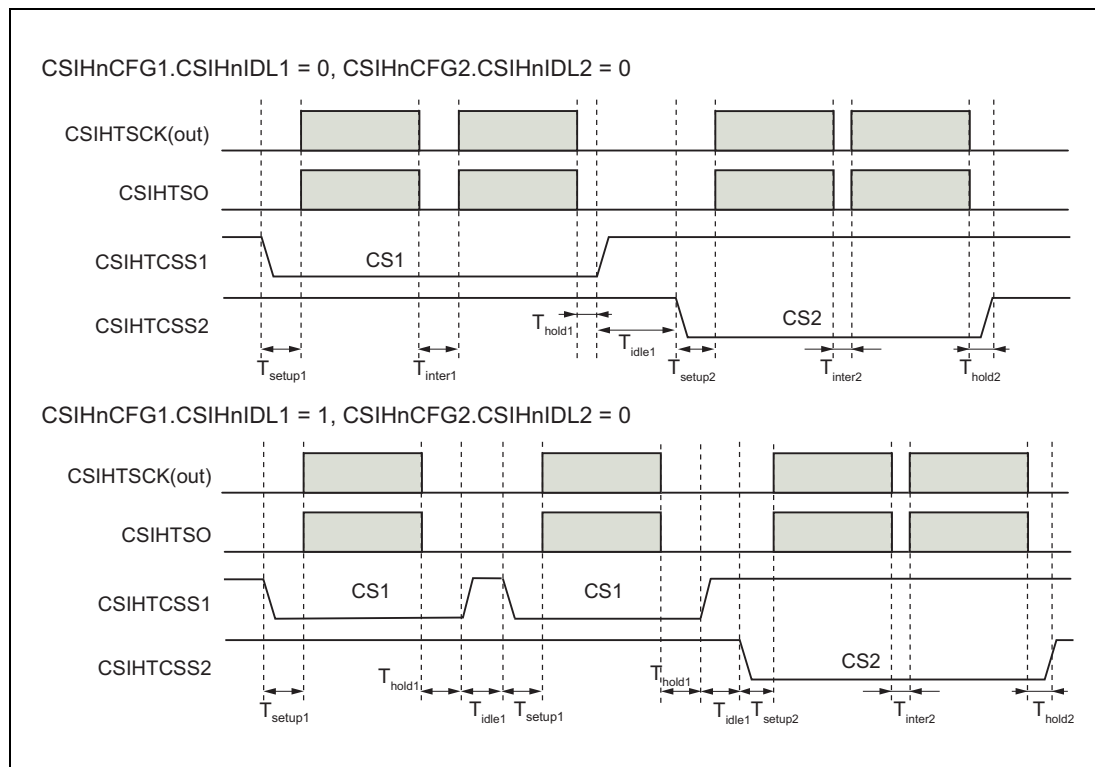 CSIHnCFG1.CSIHnIDL1 = 0, CSIHnCFG2.CSIHnIDL2 = 0
CSIHTSCK(out)
CSIHTSO
CSIHTCSS1
CS1
CSIHTCSS2
CS2
Thold1
Tidle1
Tsetup1
Tinter1
Tsetup2
Tinter2
Thold2
CSIHnCFG1.CSIHnIDL1 = 1, CSIHnCFG2.CSIHnIDL2 = 0
CSIHTSCK(out)
CSIHTSO
CSIHTCSS1
CS1
CS1
CSIHTCSS2
CS2
Thold1
Thold1
Tsetup1
Tidle1
Tsetup1
Tidle1
Tsetup2
Tinter2
Thold2